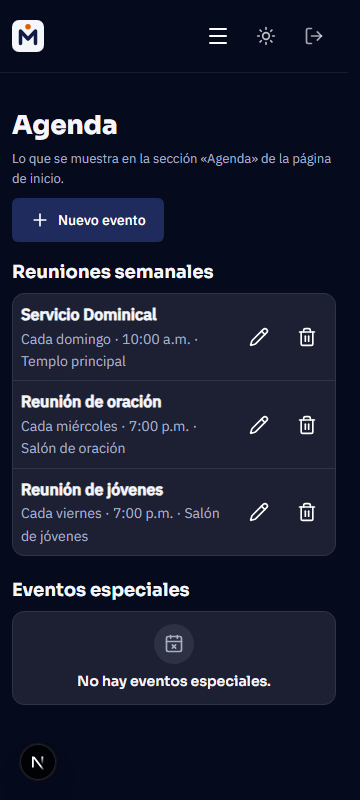 M
Agenda
Lo que se muestra en la sección «Agenda» de la página
de inicio.
Nuevo evento
Reuniones semanales
Servicio Dominical
Cada domingo · 10:00 a.m. ·
Templo principal
Reunión de oración
Cada miércoles · 7:00 p.m. ·
Salón de oración
Reunión de jóvenes
Cada viernes · 7:00 p.m. · Salón
de jóvenes
Eventos especiales
No hay eventos especiales.
N